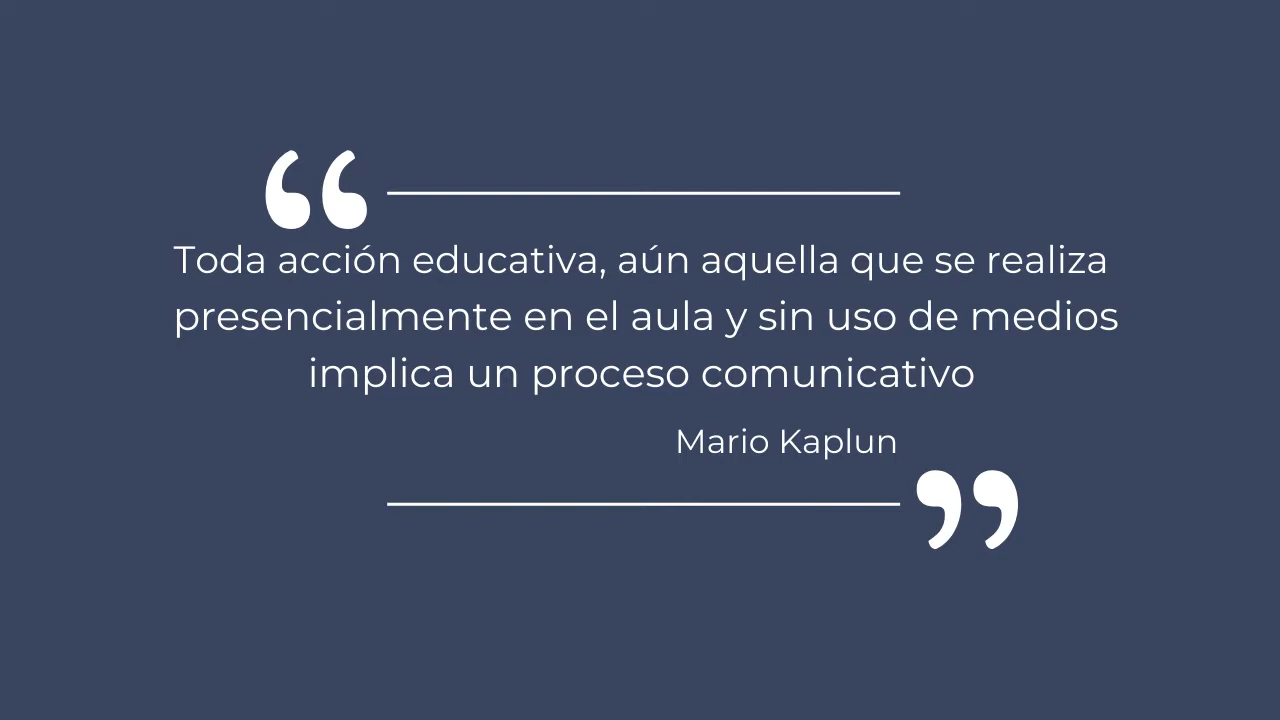 “
Toda acción educativa, aún aquella que se realiza
presencialmente en el aula y sin uso de medios
implica un proceso comunicativo
Mario Kaplun
”